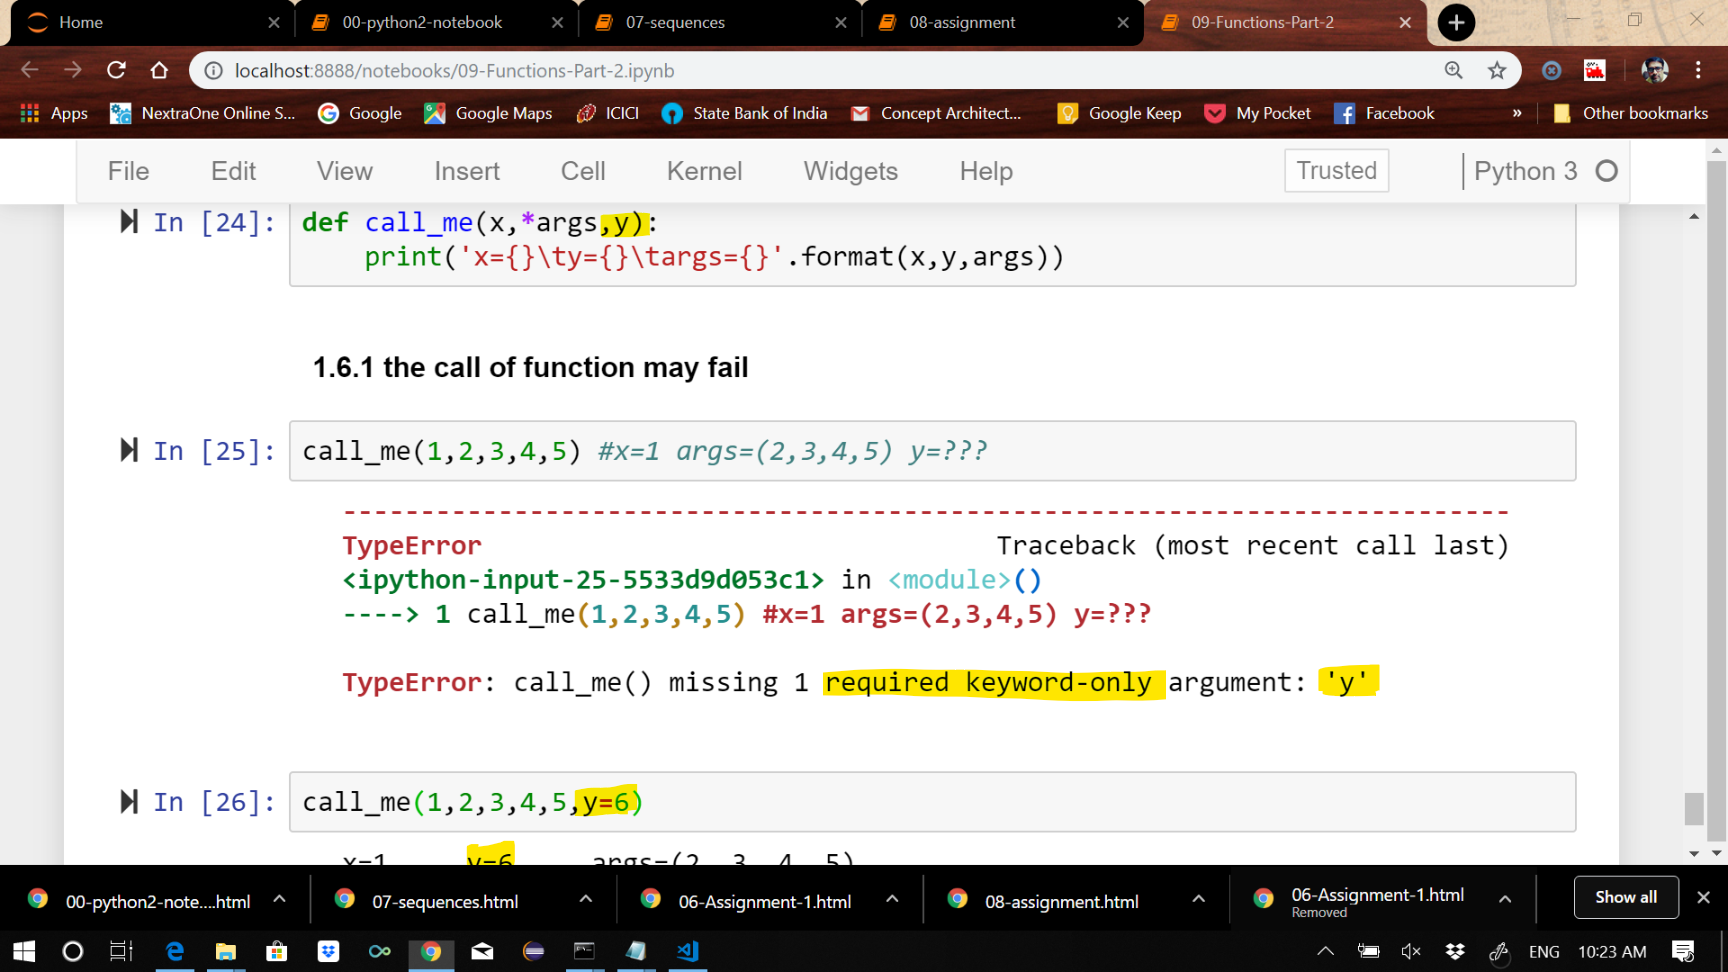 Home
00-python2-notebook
07-sequences
08-assignment
09-Functions-Part-2
localhost:8888/notebooks/09-Functions-Part-2.ipynb
Apps
NextraOne Online S...
Google
Google Maps
ICICI
State Bank of India
Concept Architect...
Google Keep
My Pocket
Facebook
»
Other bookmarks
File Edit View Insert Cell Kernel Widgets Help
Trusted
Python 3
In [24]: def call_me(x,*args,y):
print('x={}\ty={}\targs={}'.format(x,y,args))
1.6.1 the call of function may fail
In [25]: call_me(1,2,3,4,5) #x=1 args=(2,3,4,5) y=???
---------------------------------------------------------------------------
TypeError Traceback (most recent call last)
<ipython-input-25-5533d9d053c1> in <module>()
----> 1 call_me(1,2,3,4,5) #x=1 args=(2,3,4,5) y=???
TypeError: call_me() missing 1 required keyword-only argument: 'y'
In [26]: call_me(1,2,3,4,5,y=6)
x=1 y=6 args=(2, 3, 4, 5)
00-python2-note....html
07-sequences.html
06-Assignment-1.html
08-assignment.html
06-Assignment-1.html
Removed
Show all
ENG
10:23 AM